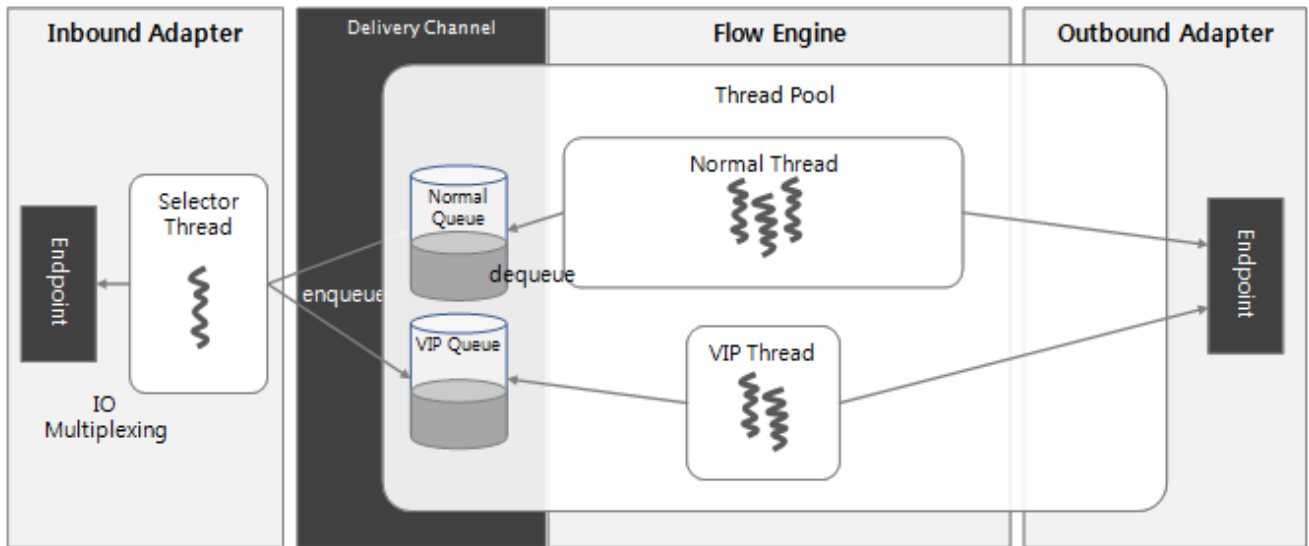 Inbound Adapter
Delivery Channel
Flow Engine
Outbound Adapter
Thread Pool
Normal Thread
Selector
Thread
Normal
Queue
Endpoint
dequeue
enqueue
Endpoint
VIP Queue
VIP Thread
IO
Multiplexing